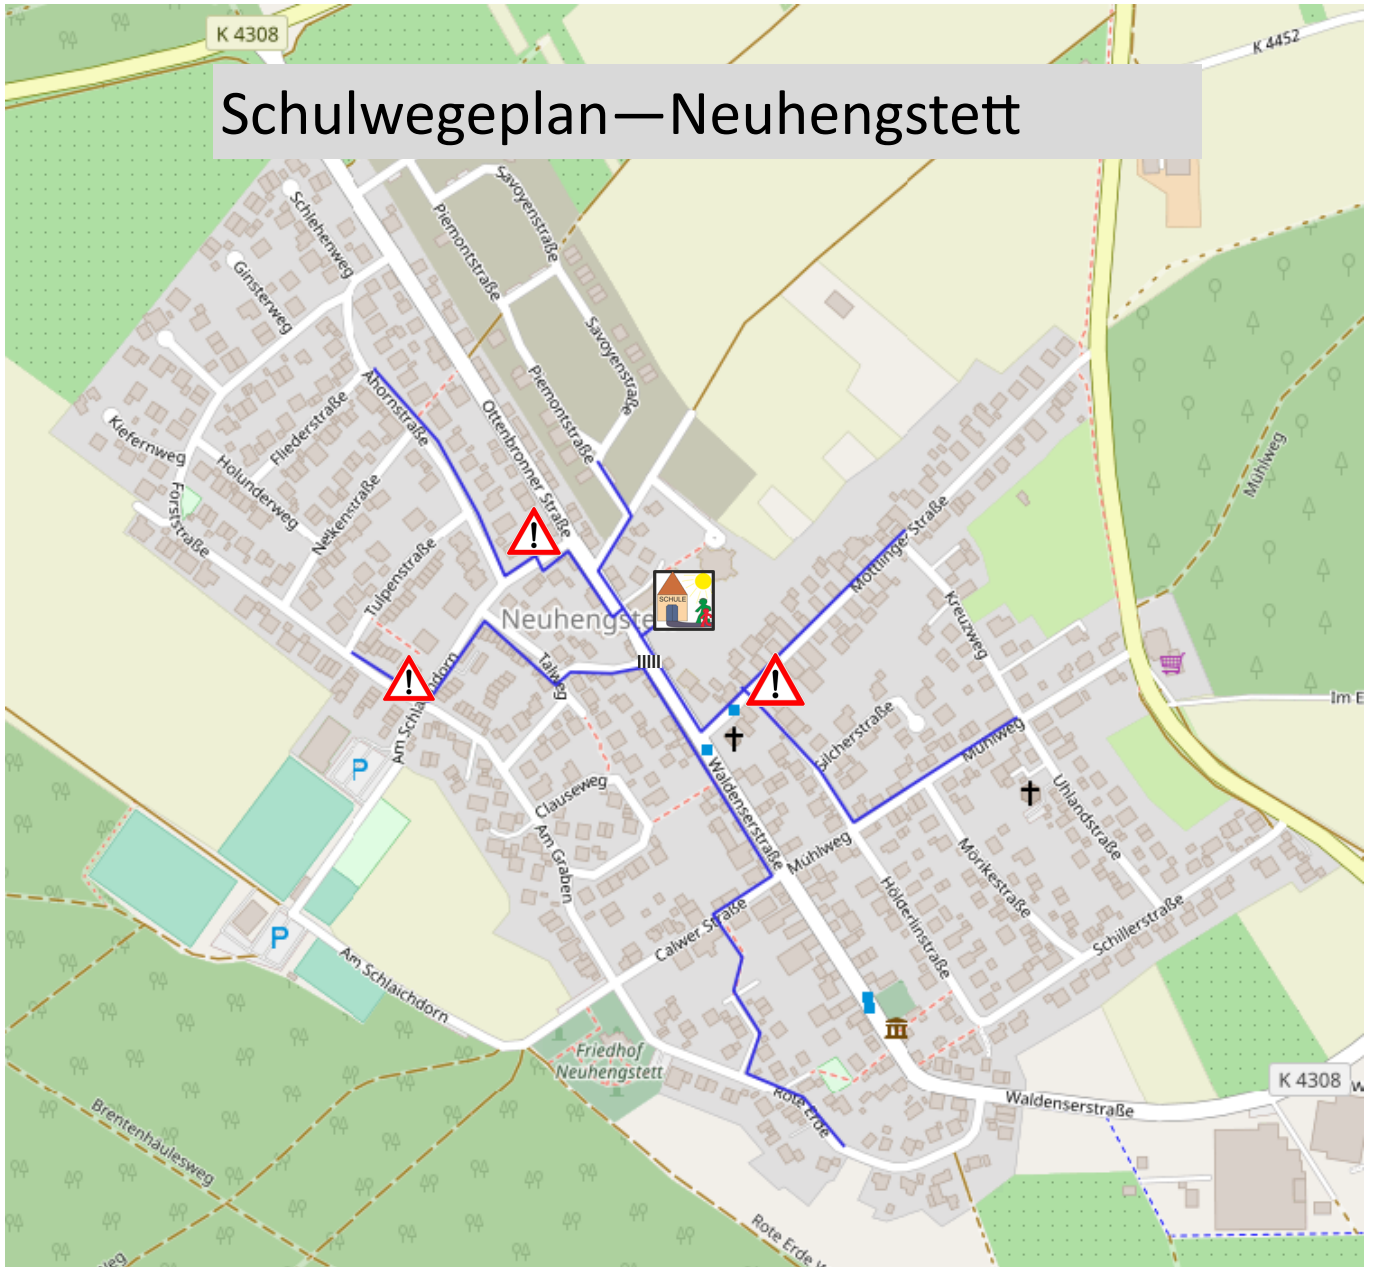 K 4308
K 4452
Schulwegeplan—Neuhengstett
Savoyenstraße
Schlehenweg
Piemontstraße
Ginsterweg
Savoyenstraße
Ahornstraße
Piemontstraße
Fliederstraße
Ottenbronner Straße
Kiefernweg
Holunderweg
Mühlweg
Nelkenstraße
Forststraße
Möttlinger Straße
Tulpenstraße
SCHULE
Kreuzweg
Neuhengste
Talweg
Am Schlaichdorn
Im E
Silcherstraße
Mühlweg
P
Waldenserstraße
Clauseweg
Uhlandstraße
Am Graben
Mühlweg
Mörikestraße
Hölderlinstraße
Calwer Straße
Schillerstraße
P
Am Schlaichdorn
Friedhof
Neuhengstett
K 4308
w
Rote Erde
Waldenserstraße
Brentenhäulesweg
Rote Erde W
weg